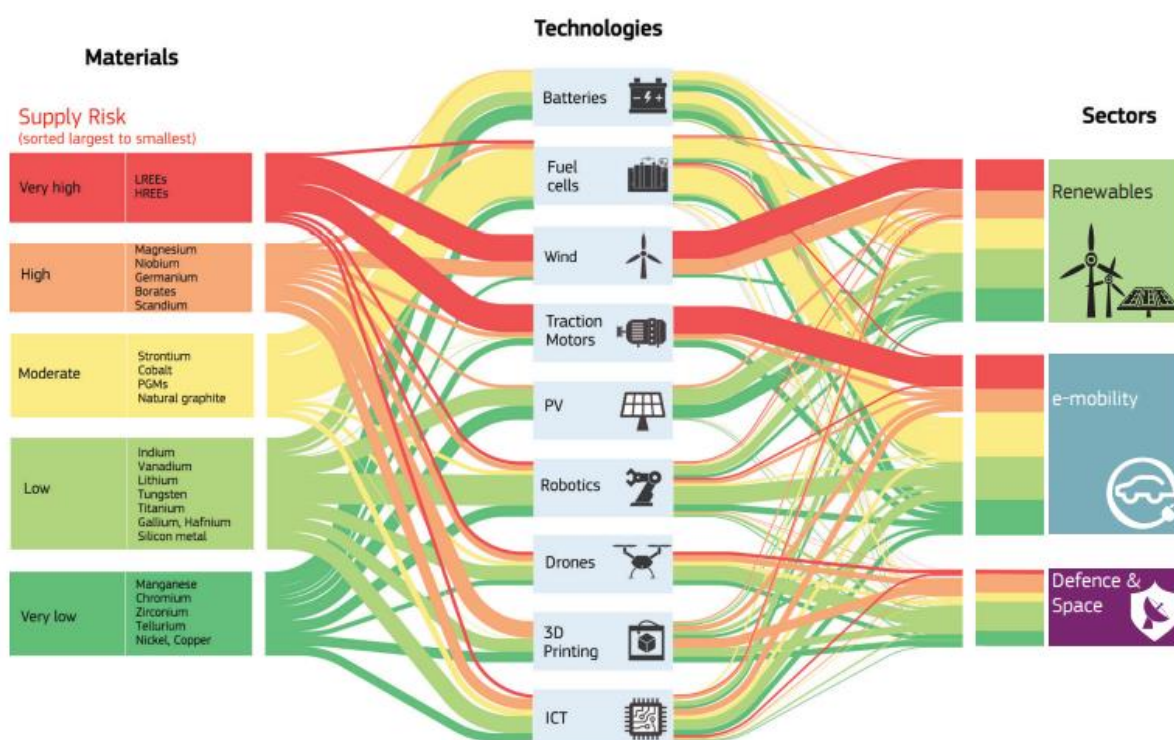 Technologies
Materials
Sectors
Supply Risk
(sorted largest to smallest)
Very high
LREEs
HREEs
High
Magnesium
Niobium
Germanium
Borates
Scandium
Moderate
Strontium
Cobalt
PGMs
Natural graphite
Low
Indium
Vanadium
Lithium
Tungsten
Titanium
Gallium, Hafnium
Silicon metal
Very low
Manganese
Chromium
Zirconium
Tellurium
Nickel, Copper
Batteries
Fuel
cells
Wind
Traction
Motors
PV
Robotics
Drones
3D
Printing
ICT
Renewables
e-mobility
Defence &
Space